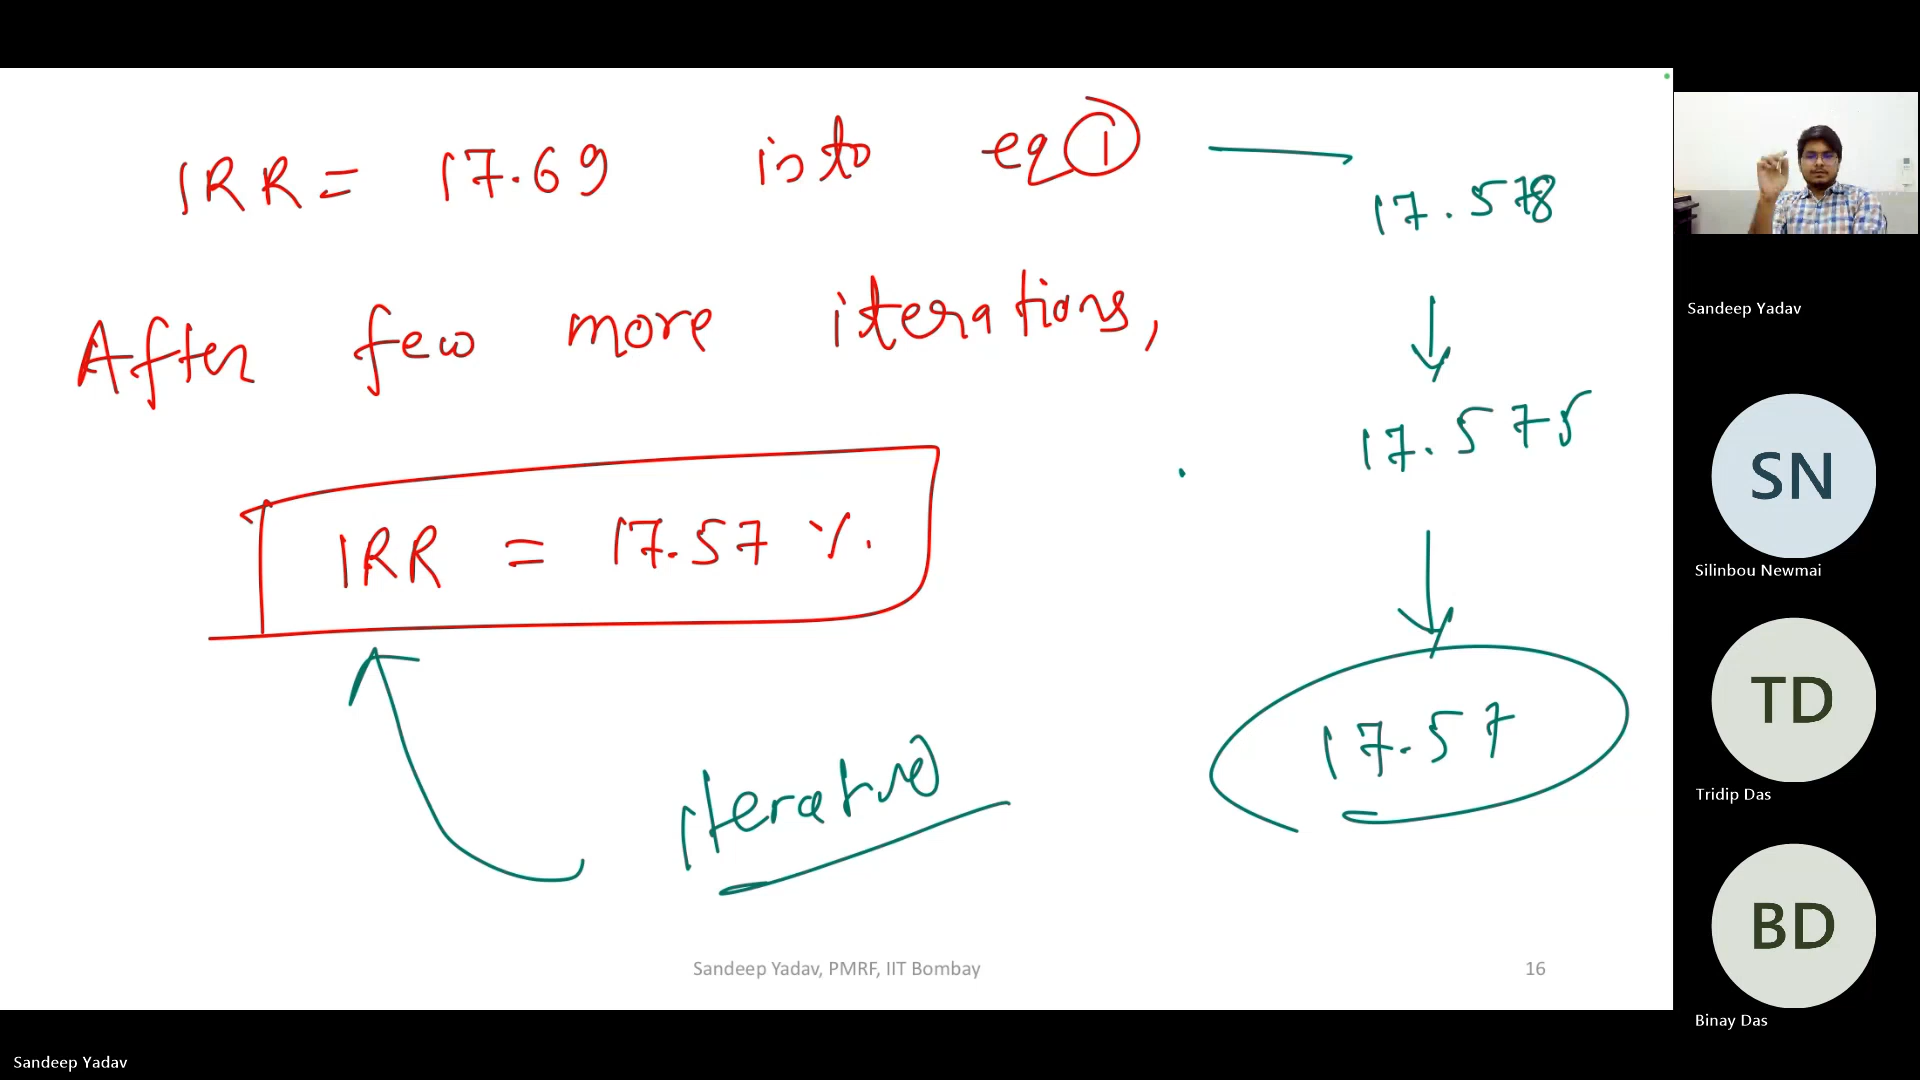 IRR = 17.69 into eq 1
17.578
After few more iterations,
17.575
IRR = 17.57 %.
17.57
iterative
Sandeep Yadav, PMRF, IIT Bombay
16
Sandeep Yadav
SN
Silinbou Newmai
TD
Tridip Das
BD
Binay Das
Sandeep Yadav